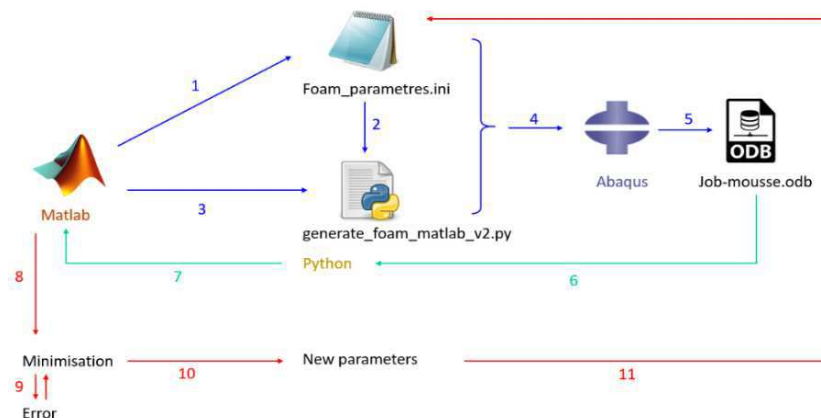 1
Foam_parametres.ini
2
4
5
ODB
Abaqus
Job-mousse.odb
Matlab
3
generate_foam_matlab_v2.py
Python
7
6
8
Minimisation
10
New parameters
11
9
Error